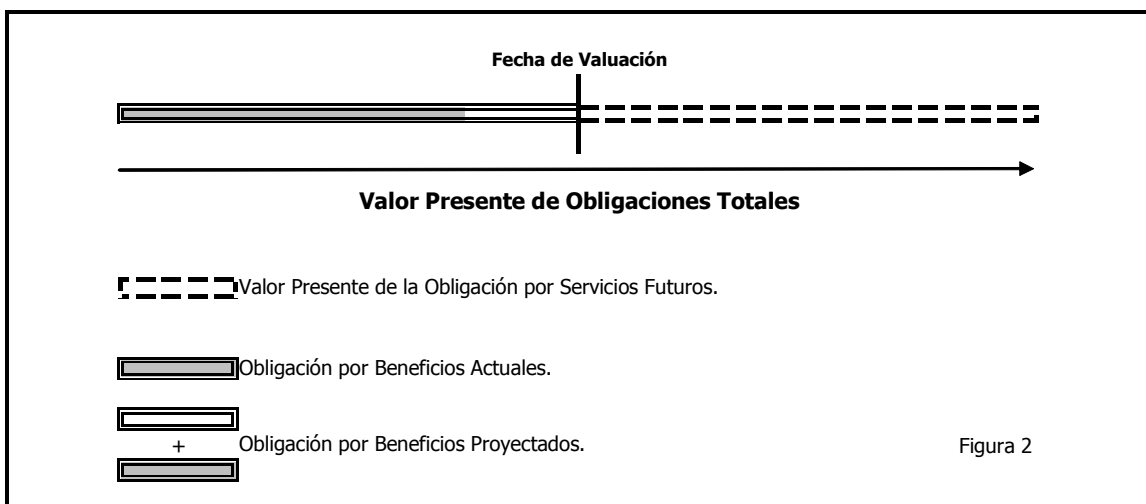 Fecha de Valuación
Valor Presente de Obligaciones Totales
Valor Presente de la Obligación por Servicios Futuros.
Obligación por Beneficios Actuales.
+ Obligación por Beneficios Proyectados.
Figura 2